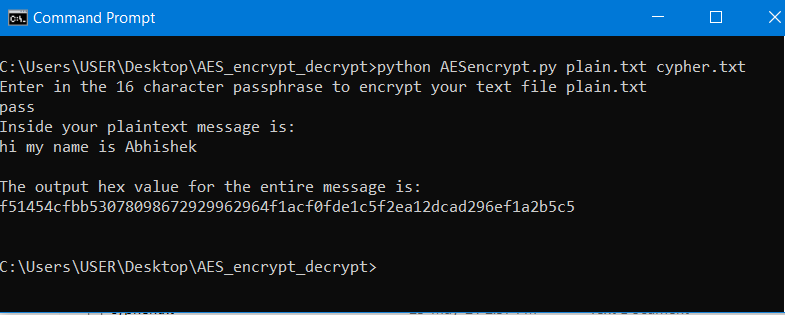 Command Prompt
C:\Users\USER\Desktop\AES_encrypt_decrypt>python AESencrypt.py plain.txt cypher.txt
Enter in the 16 character passphrase to encrypt your text file plain.txt
pass
Inside your plaintext message is:
hi my name is Abhishek
The output hex value for the entire message is:
f51454cfbb53078098672929962964f1acf0fde1c5f2ea12dcad296ef1a2b5c5
C:\Users\USER\Desktop\AES_encrypt_decrypt>